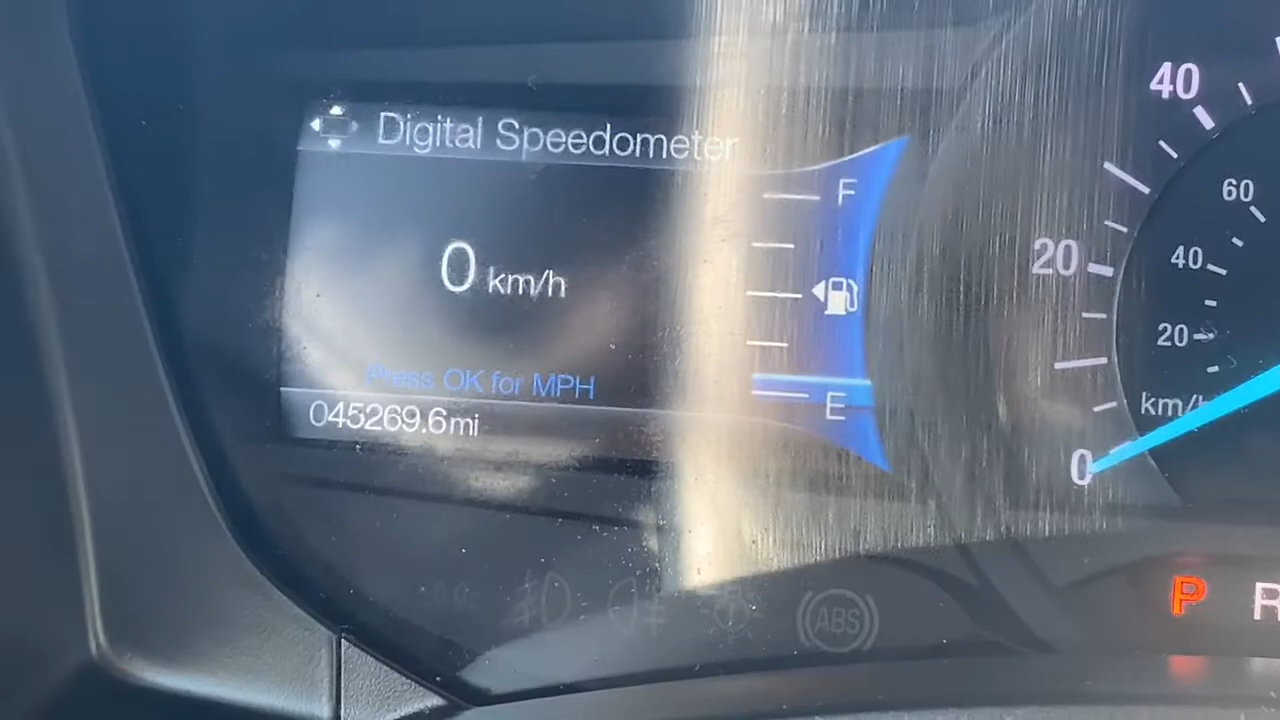 Digital Speedometer
0 km/h
Press OK for MPH
045269.6mi
F
E
40
20
0
60
40
20
km/h
ABS
P
R